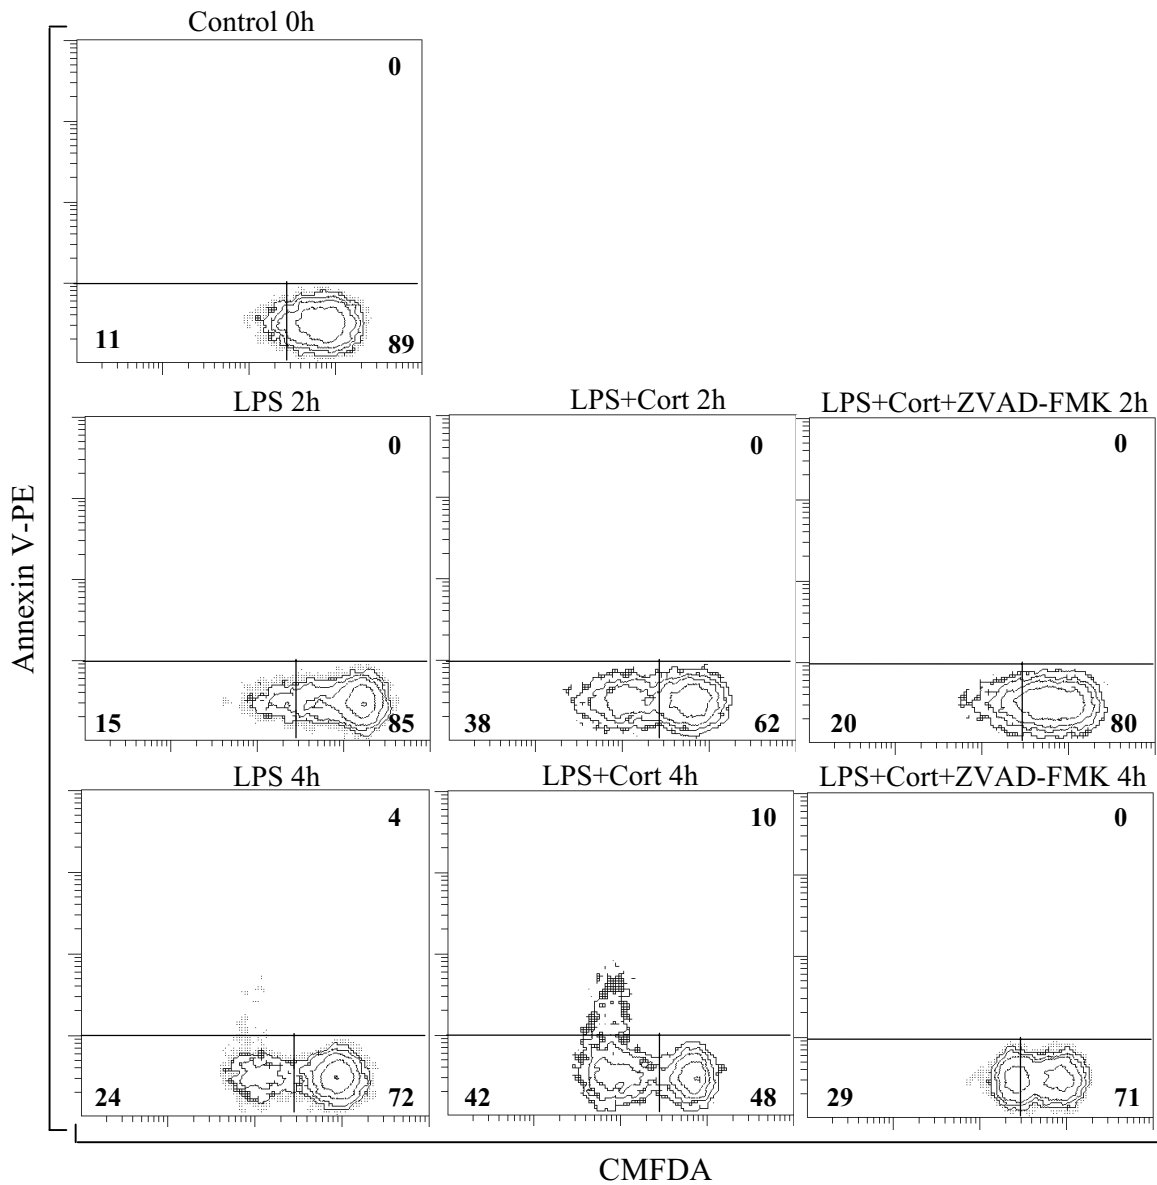 Control 0h
0
11
89
LPS 2h
LPS+Cort 2h
LPS+Cort+ZVAD-FMK 2h
0
0
0
15
85
38
62
20
80
LPS 4h
LPS+Cort 4h
LPS+Cort+ZVAD-FMK 4h
4
10
0
24
72
42
48
29
71
Annexin V-PE
CMFDA